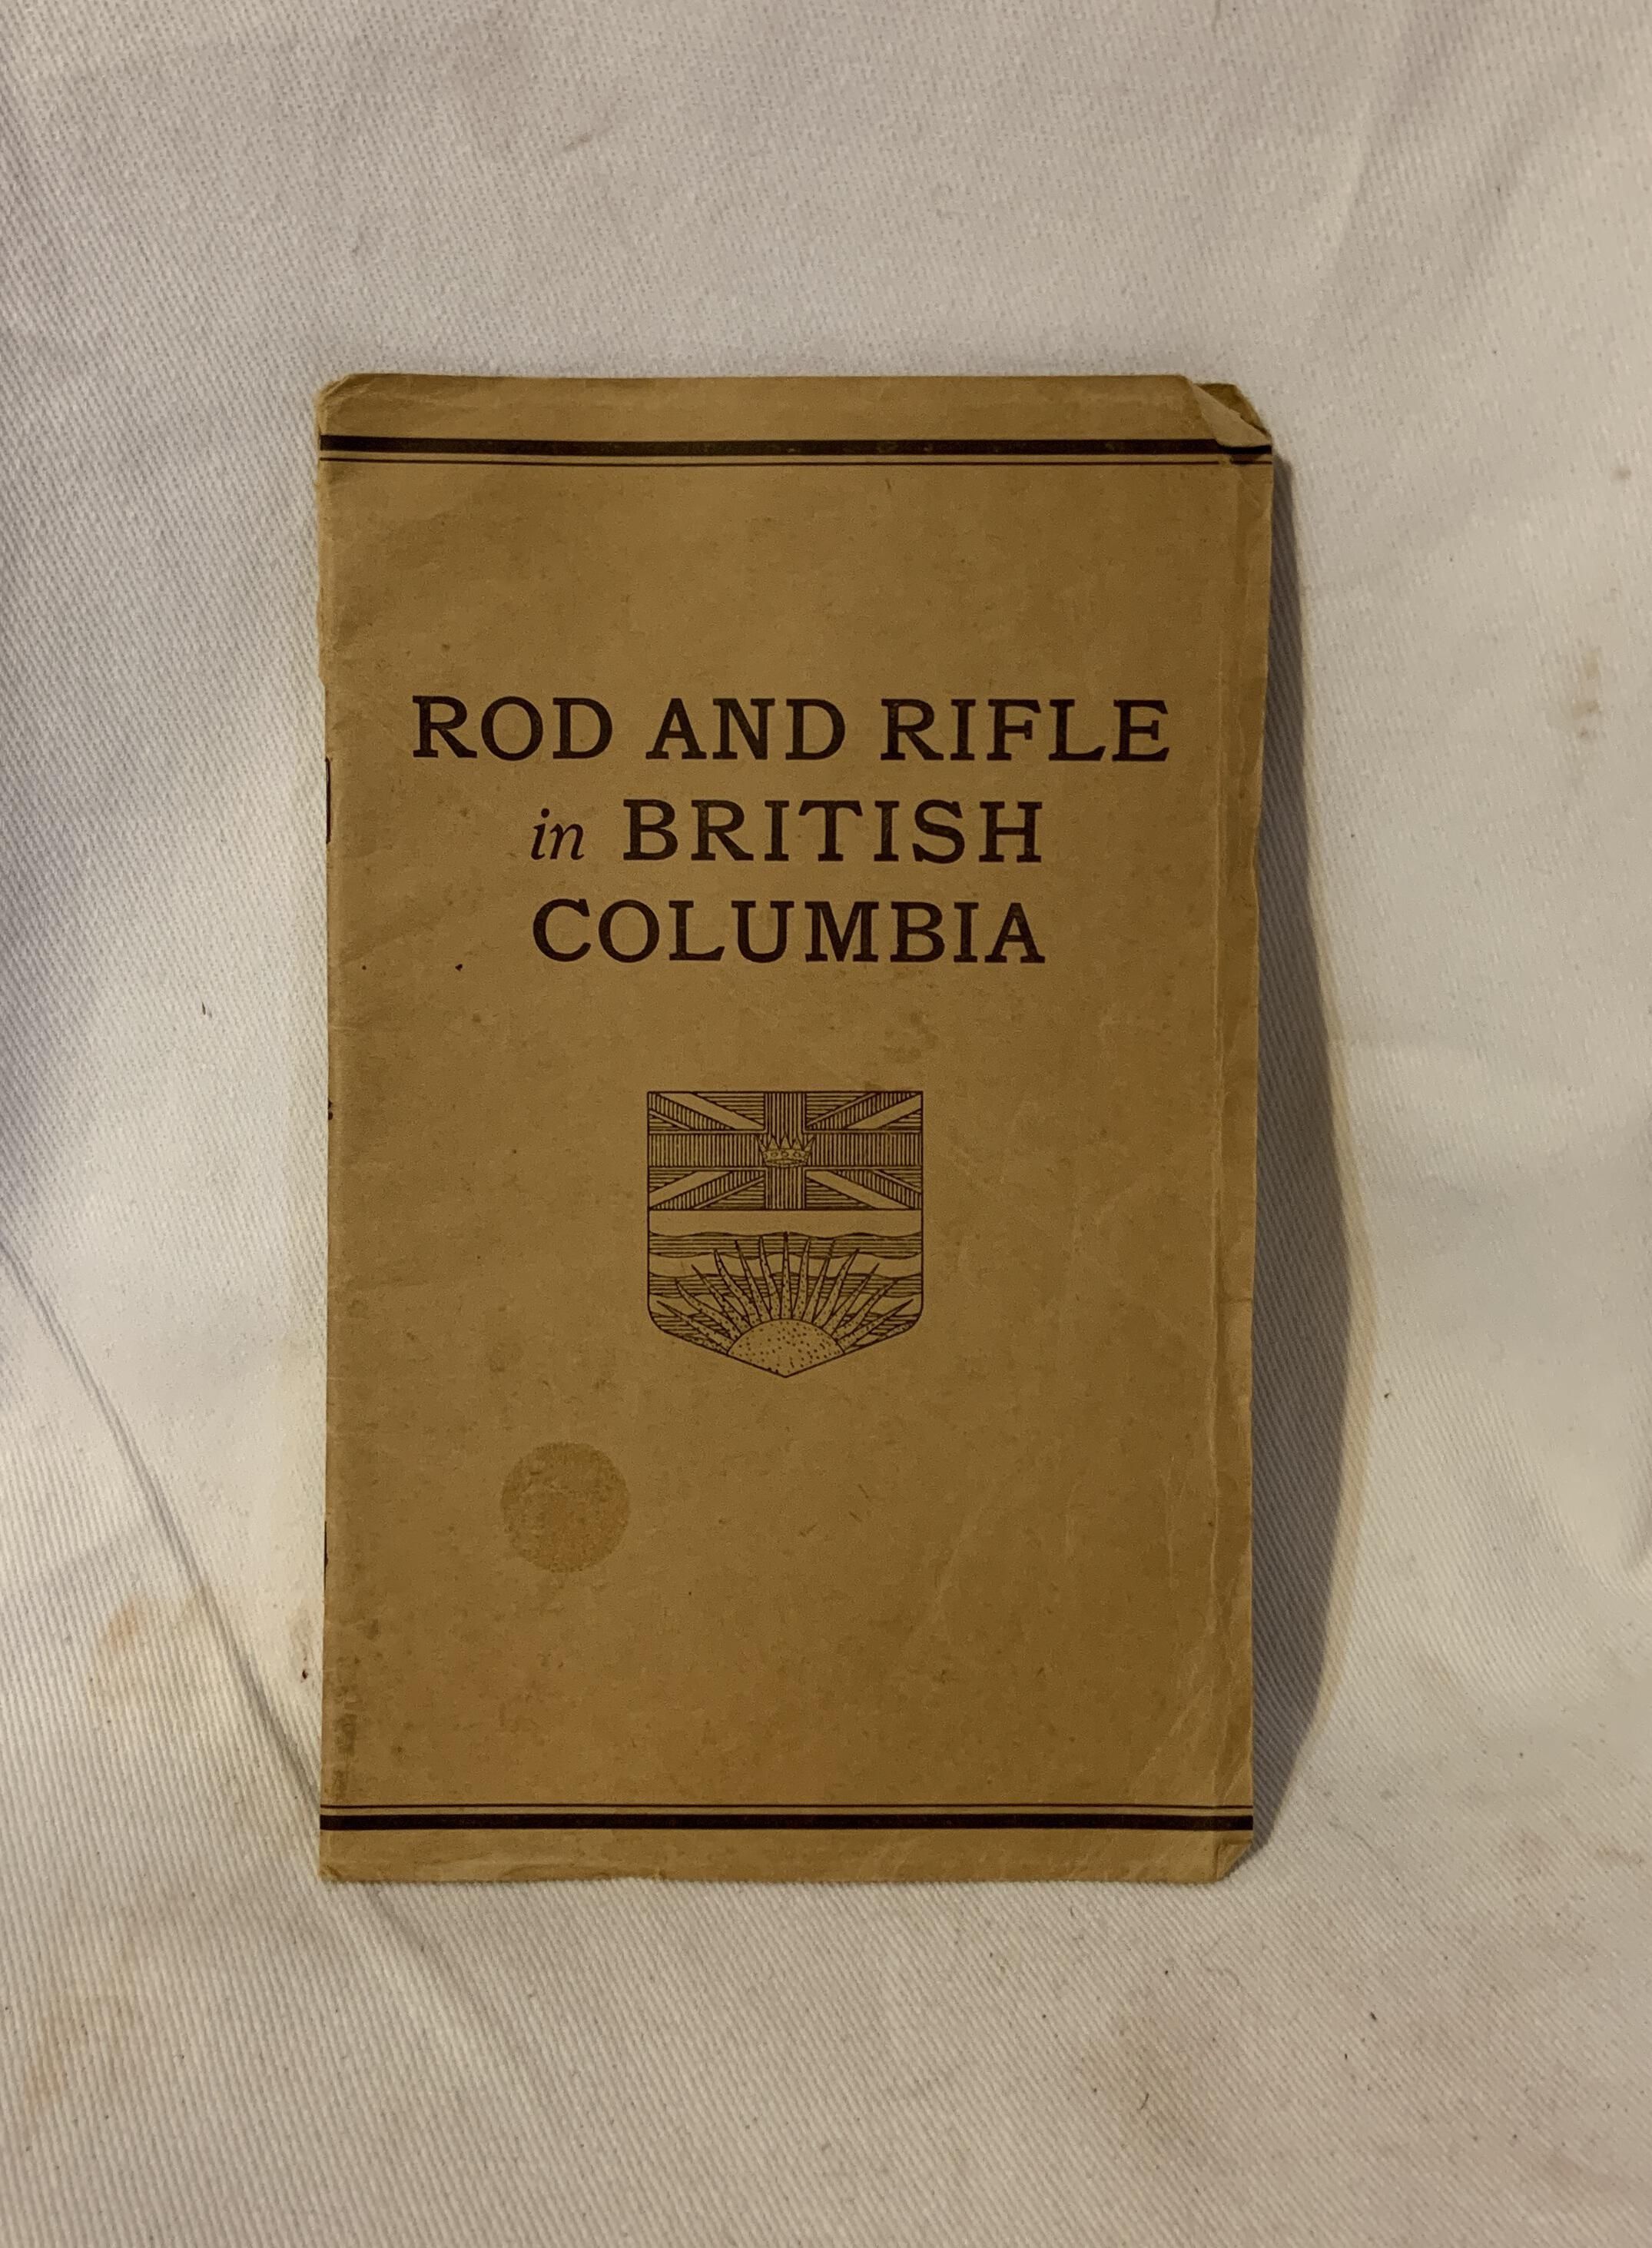 ROD AND RIFLE
in BRITISH
COLUMBIA